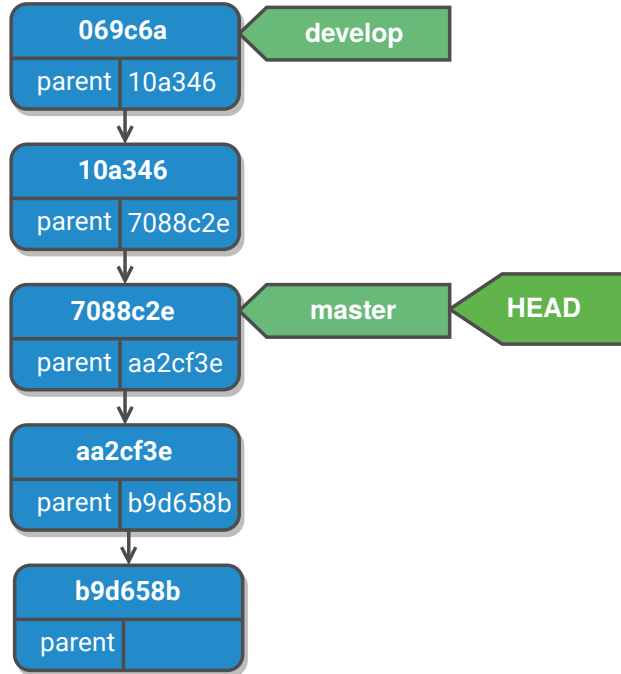 069c6a
develop
parent 10a346
10a346
parent 7088c2e
7088c2e
master
HEAD
parent aa2cf3e
aa2cf3e
parent b9d658b
b9d658b
parent